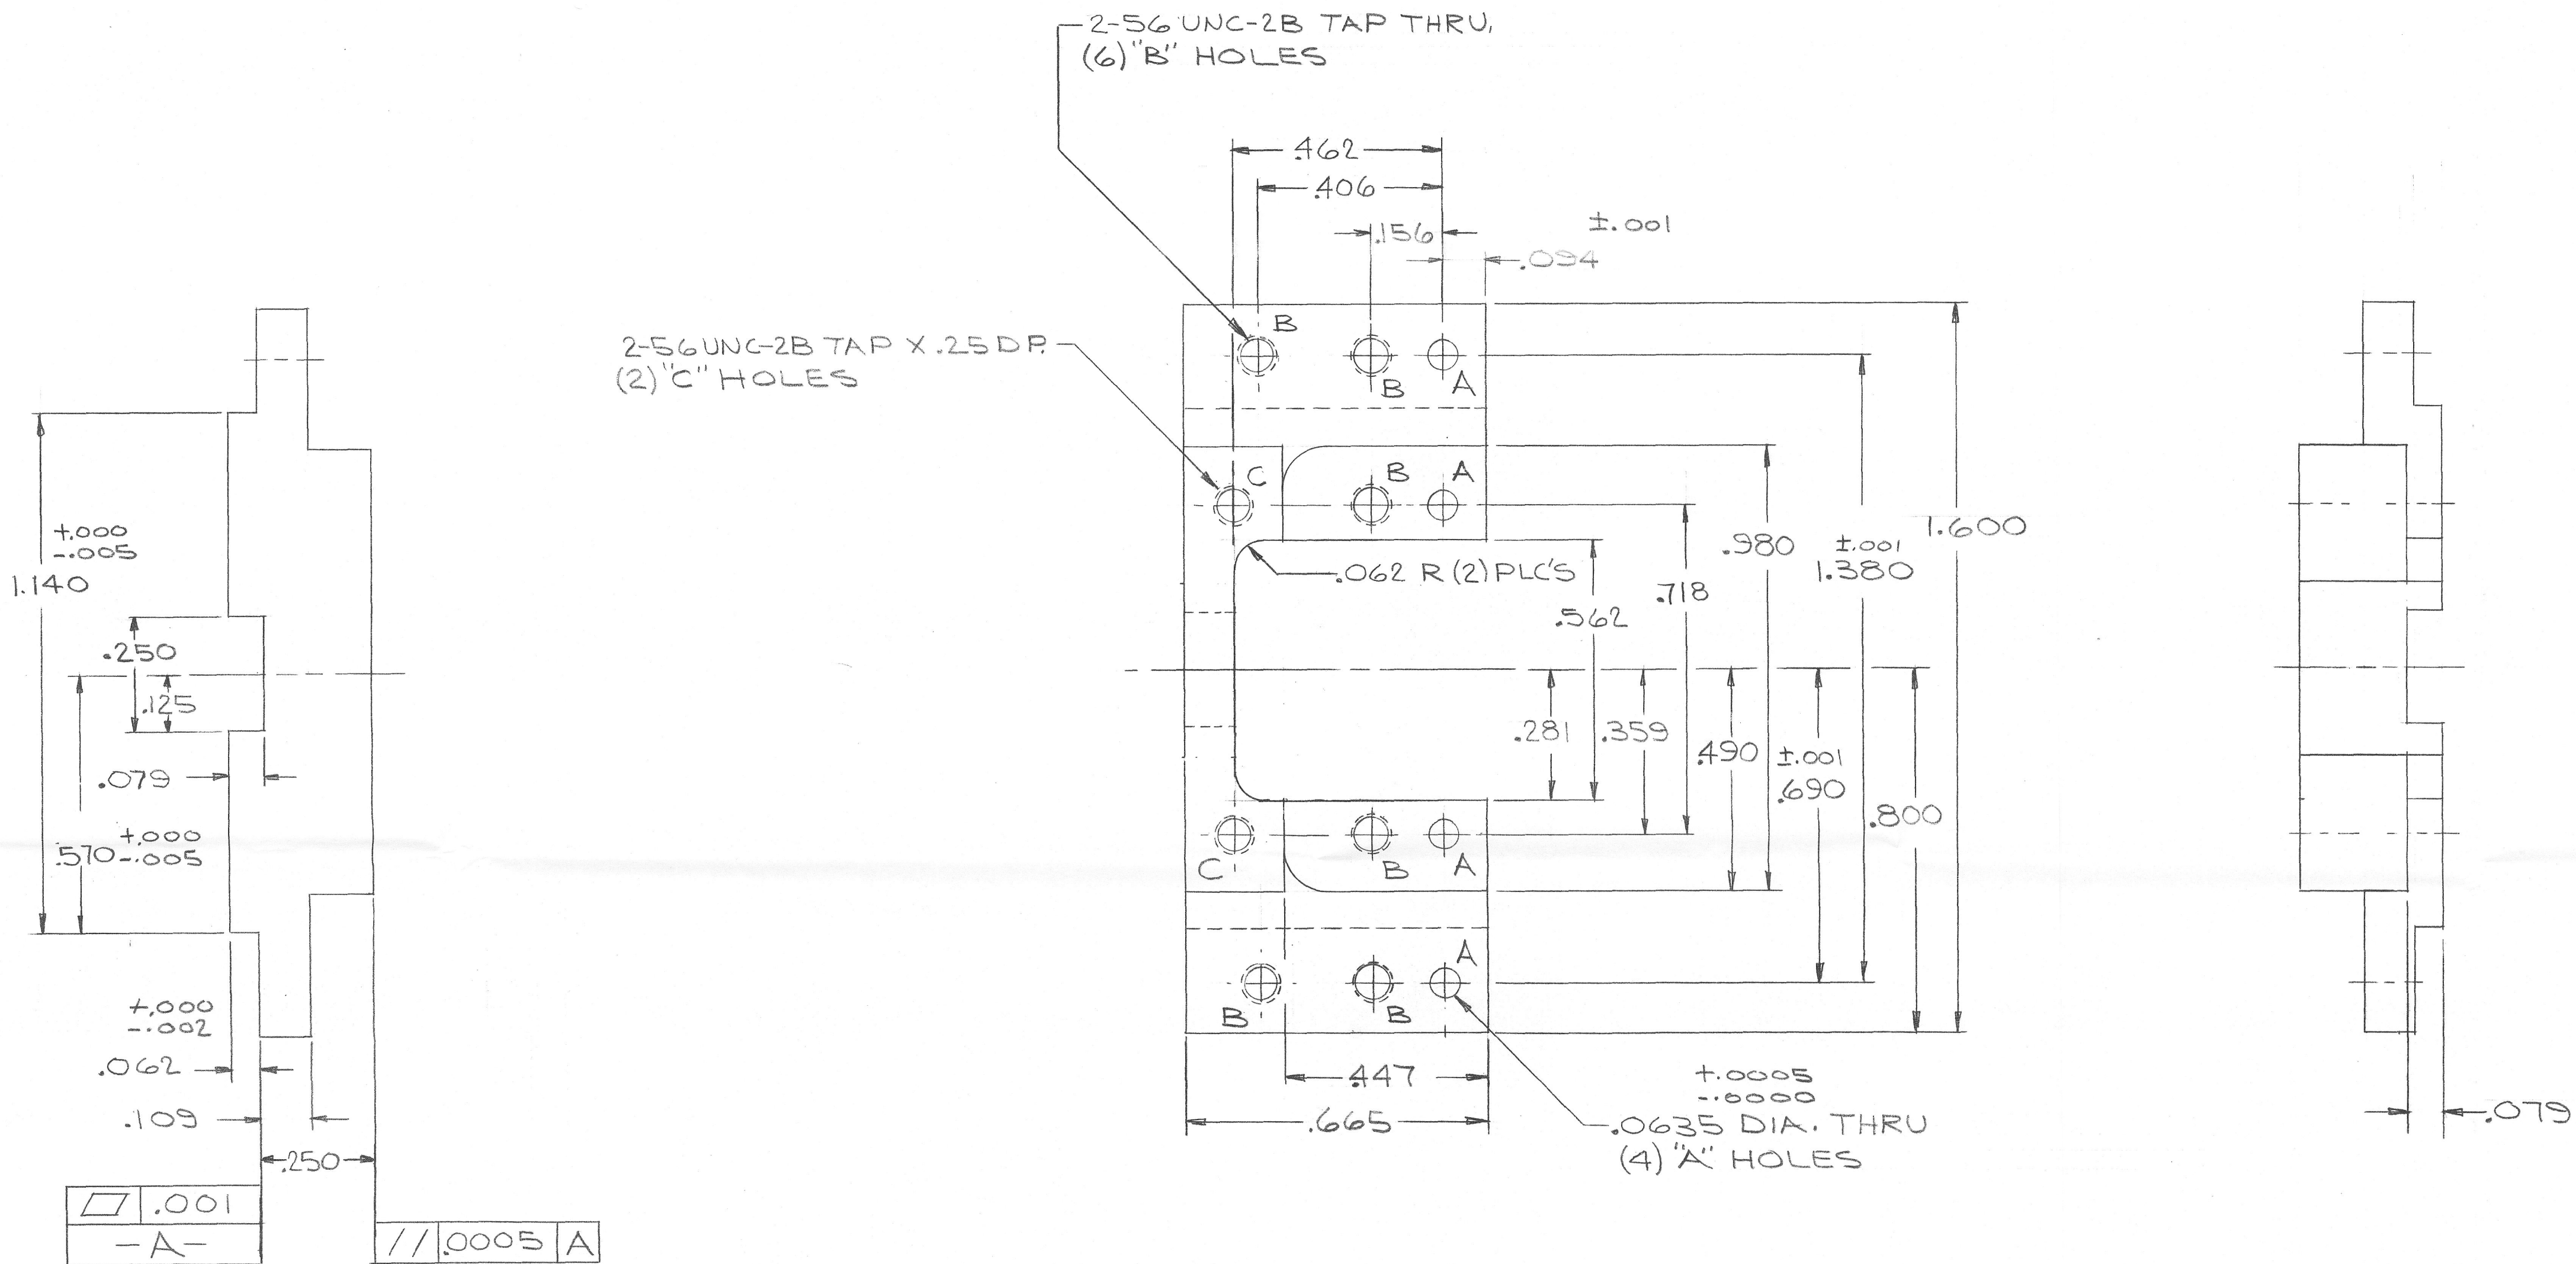 2-56 UNC-2B TAP THRU,
(6) "B" HOLES
.462
.406
.156
±.001
.094
2-56 UNC-2B TAP X .25 DP.
(2) "C" HOLES
B
B
A
C
B
A
.062 R (2) PLC'S
.562
.718
.980
±.001
1.380
1.600
.281
.359
.490
±.001
.690
.800
C
B
A
B
B
A
.447
.665
+.0005
-.0000
.0635 DIA. THRU
(4) "A" HOLES
+.000
-.005
1.140
.250
.125
.079
+.000
.570 -.005
+.000
-.002
.062
.109
.250
⏥ .001
-A-
// .0005 A
.079